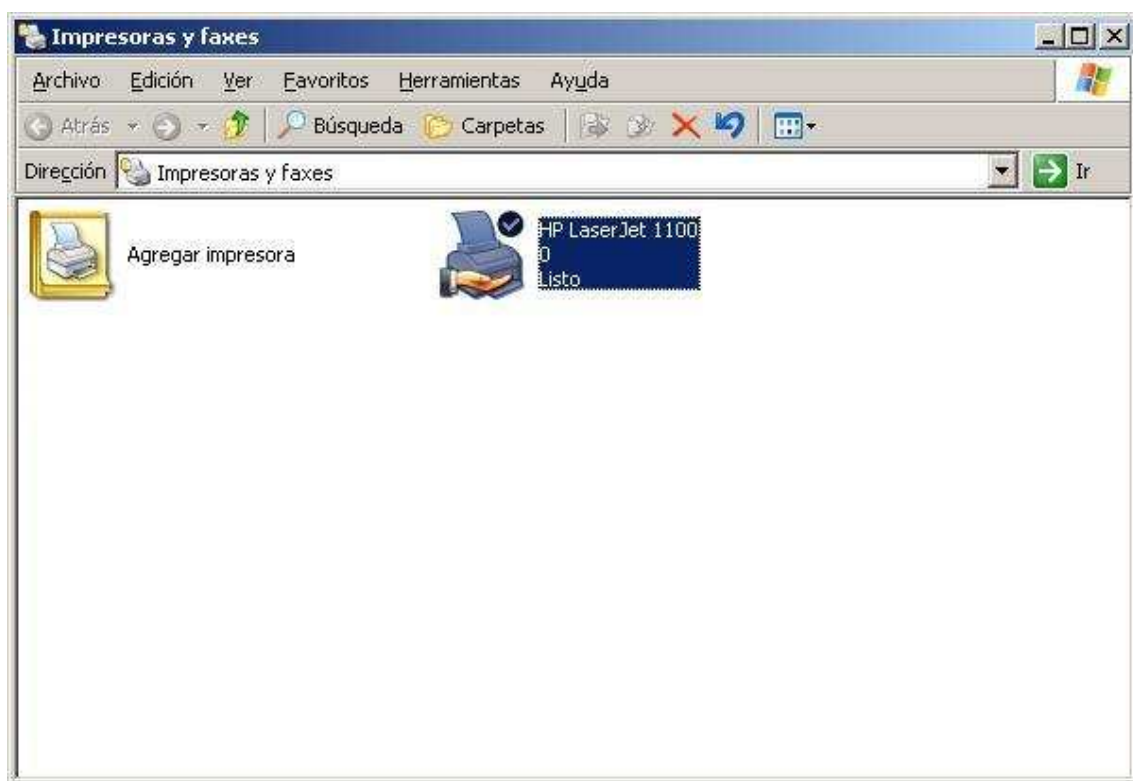 Impresoras y faxes
Archivo Edición Ver Favoritos Herramientas Ayuda
Atrás Búsqueda Carpetas
Dirección Impresoras y faxes Ir
Agregar impresora
HP LaserJet 1100
0
Listo